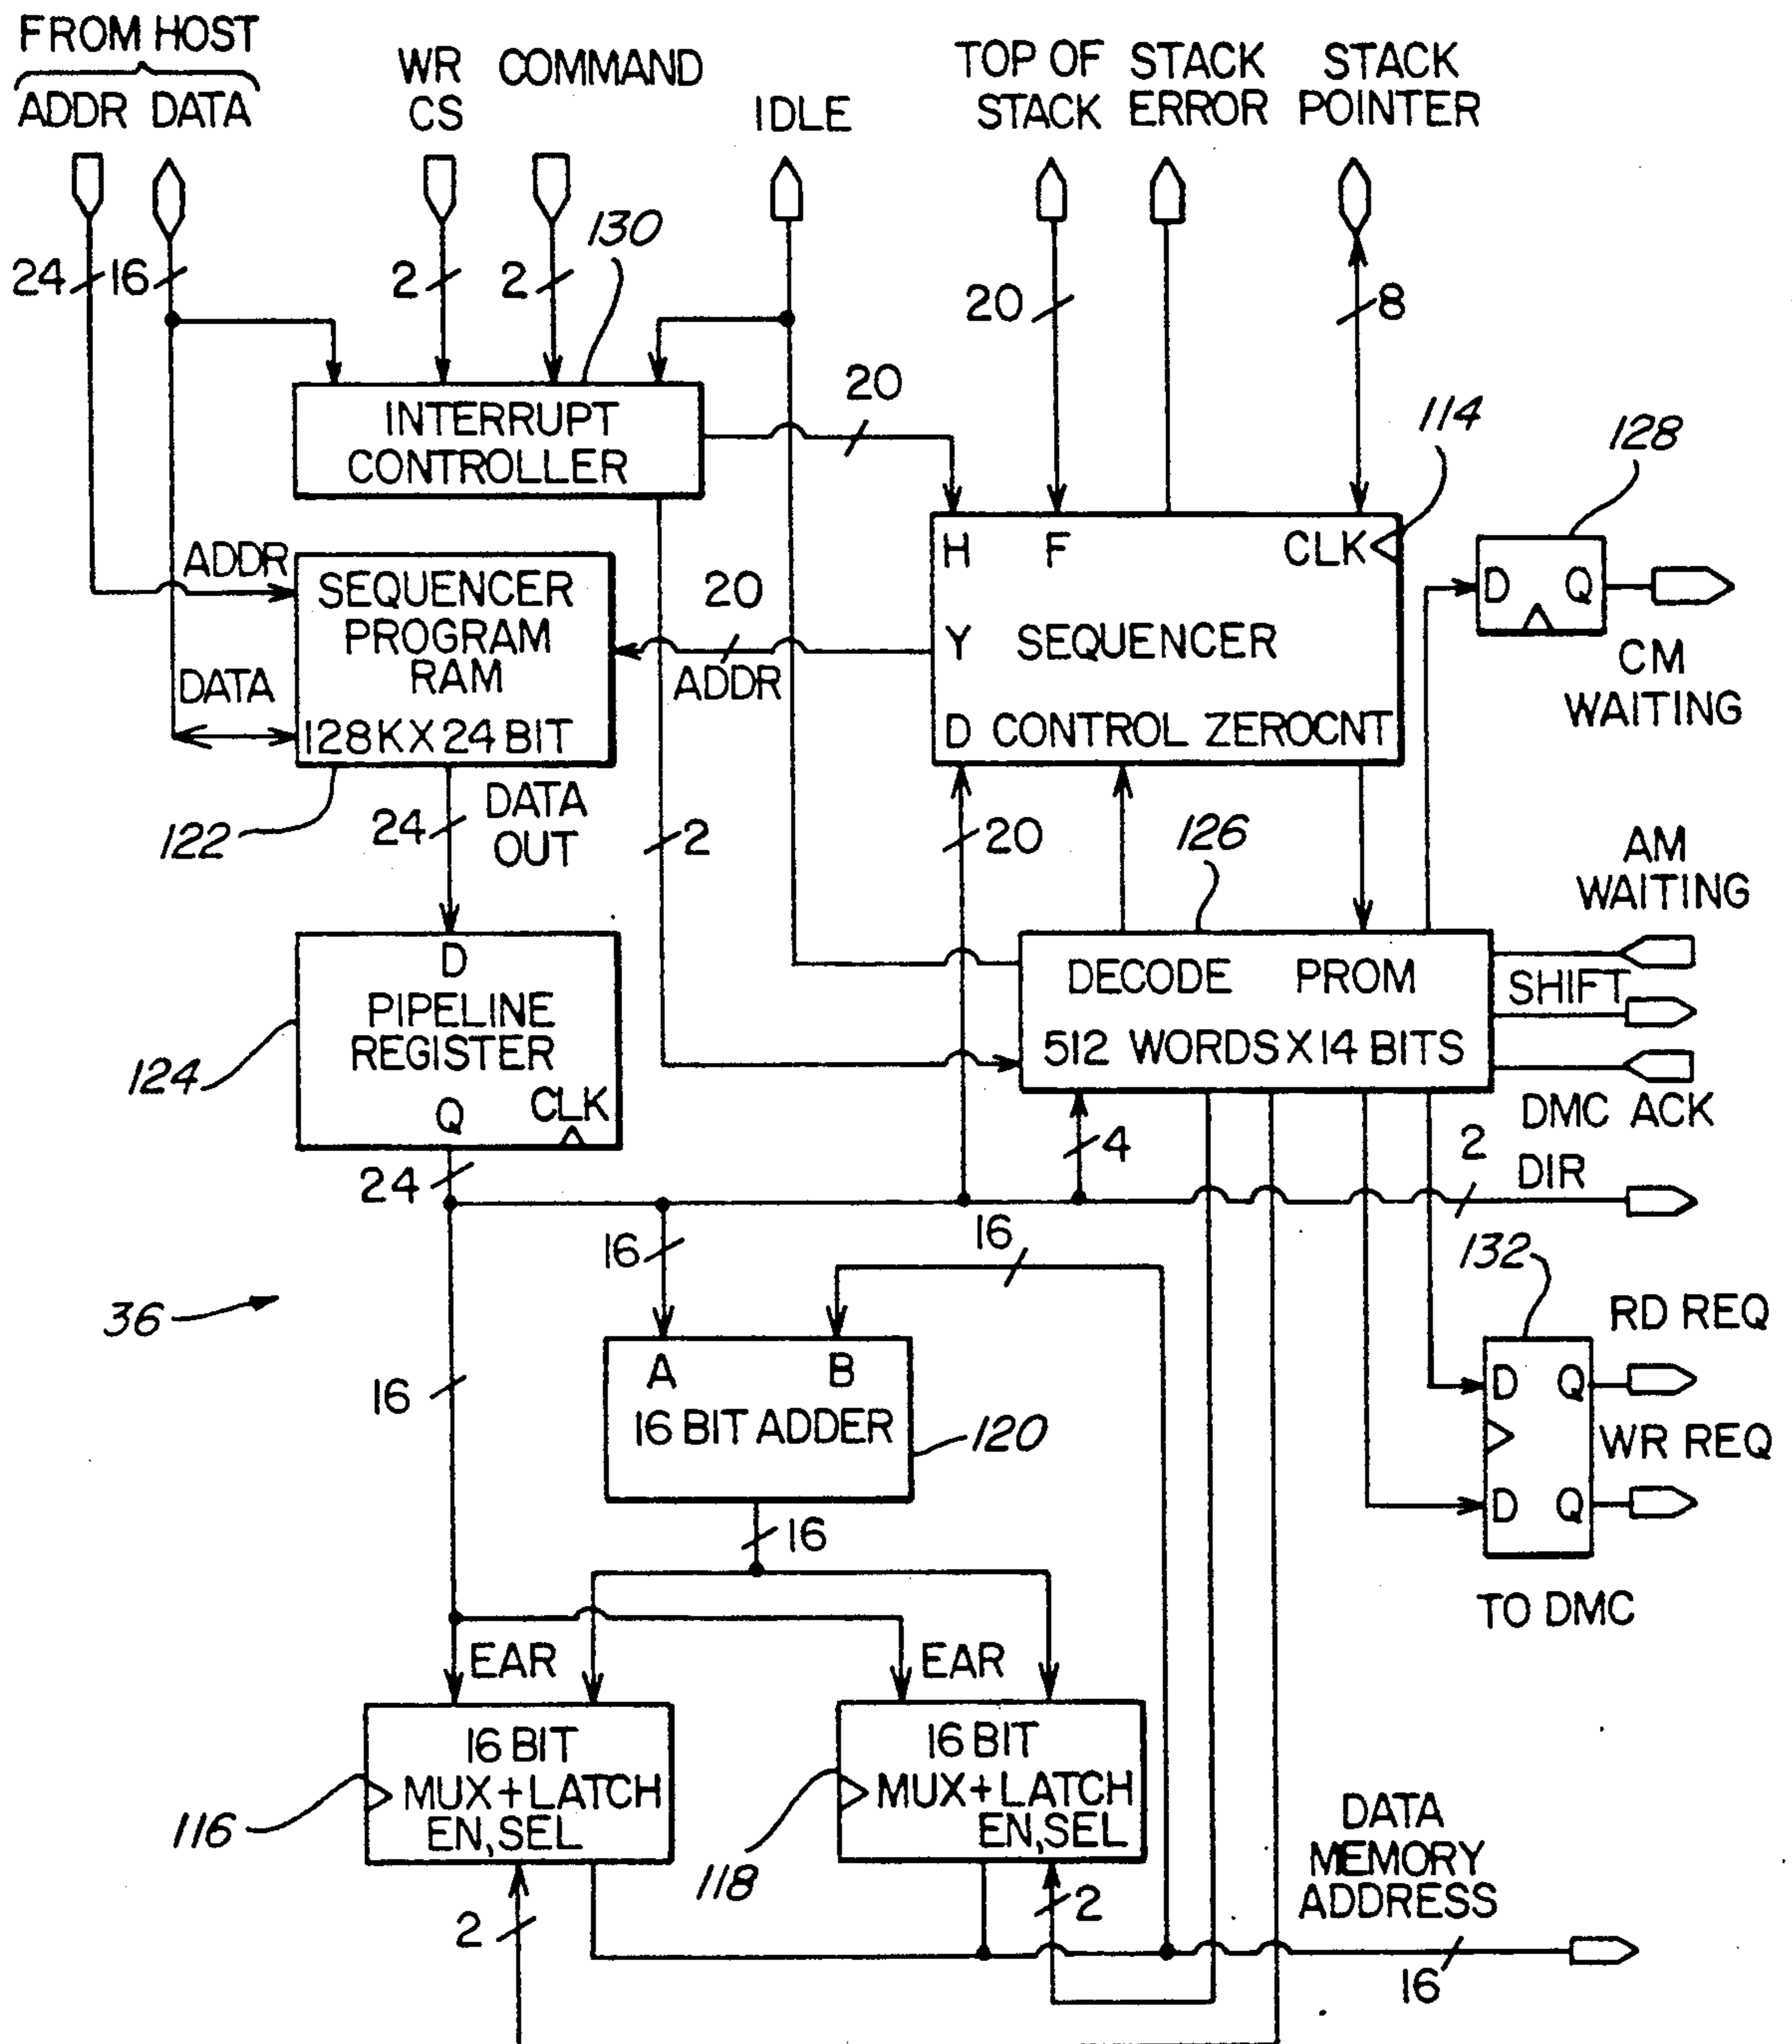 FROM HOST
ADDR DATA
WR
CS
COMMAND
IDLE
TOP OF
STACK
STACK
ERROR
STACK
POINTER
24
16
2
2
130
20
8
INTERRUPT
CONTROLLER
20
114
128
H F CLK
Y SEQUENCER
D CONTROL ZEROCNT
D Q
CM
WAITING
ADDR
DATA
SEQUENCER
PROGRAM
RAM
128K X 24 BIT
20
ADDR
122
24
DATA
OUT
2
20
126
AM
WAITING
D
PIPELINE
REGISTER
Q CLK
124
DECODE PROM
512 WORDS X 14 BITS
SHIFT
DMC ACK
24
4
2
DIR
16
16
132
36
RD REQ
A B
16 BIT ADDER
120
16
D Q
WR REQ
D Q
16
TO DMC
EAR
EAR
16 BIT
MUX + LATCH
EN, SEL
116
16 BIT
MUX + LATCH
EN, SEL
118
DATA
MEMORY
ADDRESS
2
2
16